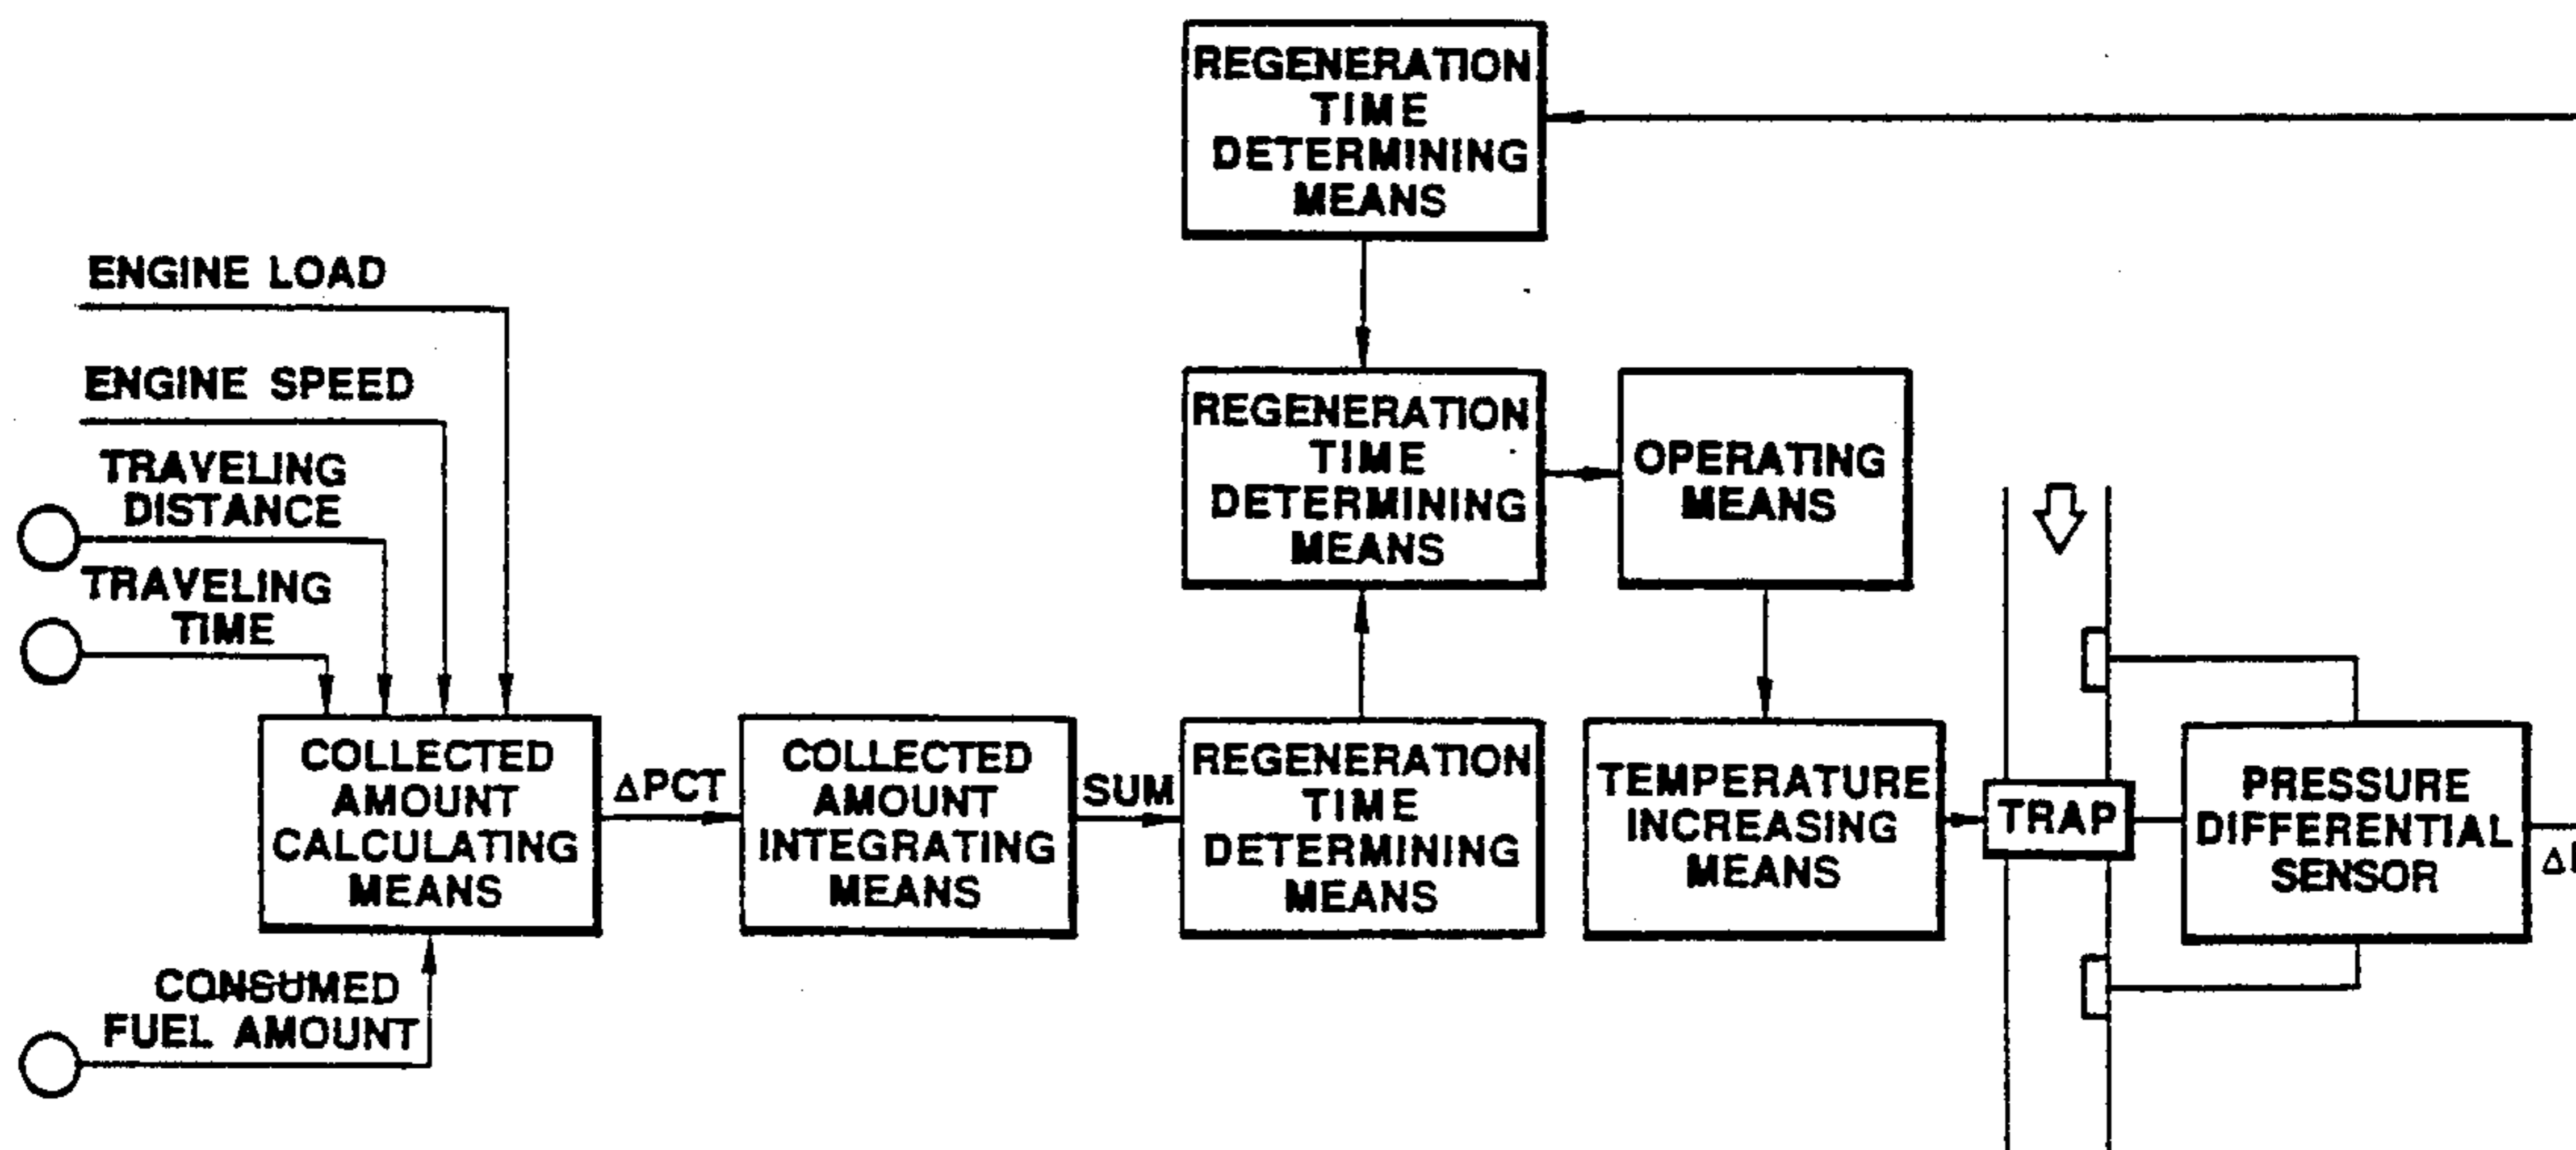 REGENERATION
TIME
DETERMINING
MEANS
ENGINE LOAD
ENGINE SPEED
TRAVELING
DISTANCE
TRAVELING
TIME
REGENERATION
TIME
DETERMINING
MEANS
OPERATING
MEANS
COLLECTED
AMOUNT
CALCULATING
MEANS
ΔPCT
COLLECTED
AMOUNT
INTEGRATING
MEANS
SUM
REGENERATION
TIME
DETERMINING
MEANS
TEMPERATURE
INCREASING
MEANS
TRAP
PRESSURE
DIFFERENTIAL
SENSOR
CONSUMED
FUEL AMOUNT